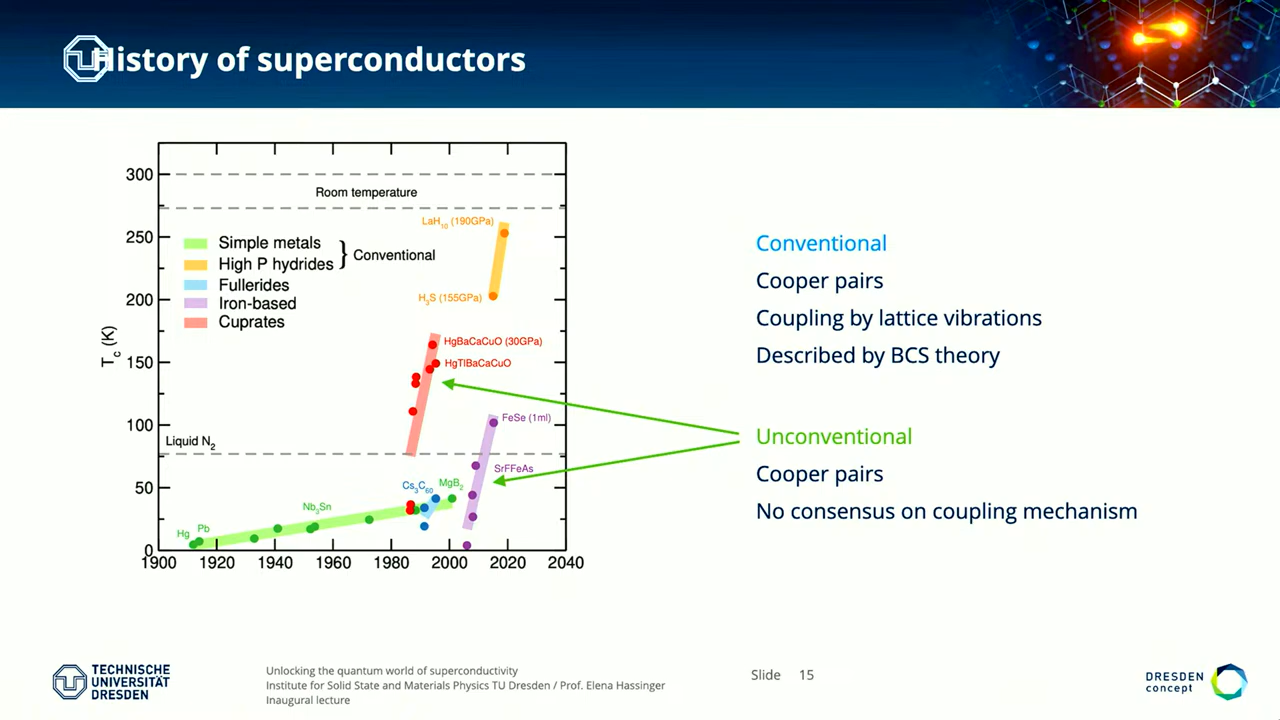 History of superconductors
300
250
200
150
100
50
0
T_c (K)
1900 1920 1940 1960 1980 2000 2020 2040
Room temperature
LaH₁₀ (190GPa)
Simple metals
High P hydrides
} Conventional
Fullerides
Iron-based
Cuprates
H₃S (155GPa)
HgBaCaCuO (30GPa)
HgTlBaCaCuO
FeSe (1ml)
Liquid N₂
SrFFeAs
MgB₂
Cs₃C₆₀
Nb₃Sn
Pb
Hg
Conventional
Cooper pairs
Coupling by lattice vibrations
Described by BCS theory
Unconventional
Cooper pairs
No consensus on coupling mechanism
TECHNISCHE
UNIVERSITÄT
DRESDEN
Unlocking the quantum world of superconductivity
Institute for Solid State and Materials Physics TU Dresden / Prof. Elena Hassinger
Inaugural lecture
Slide 15
DRESDEN
concept